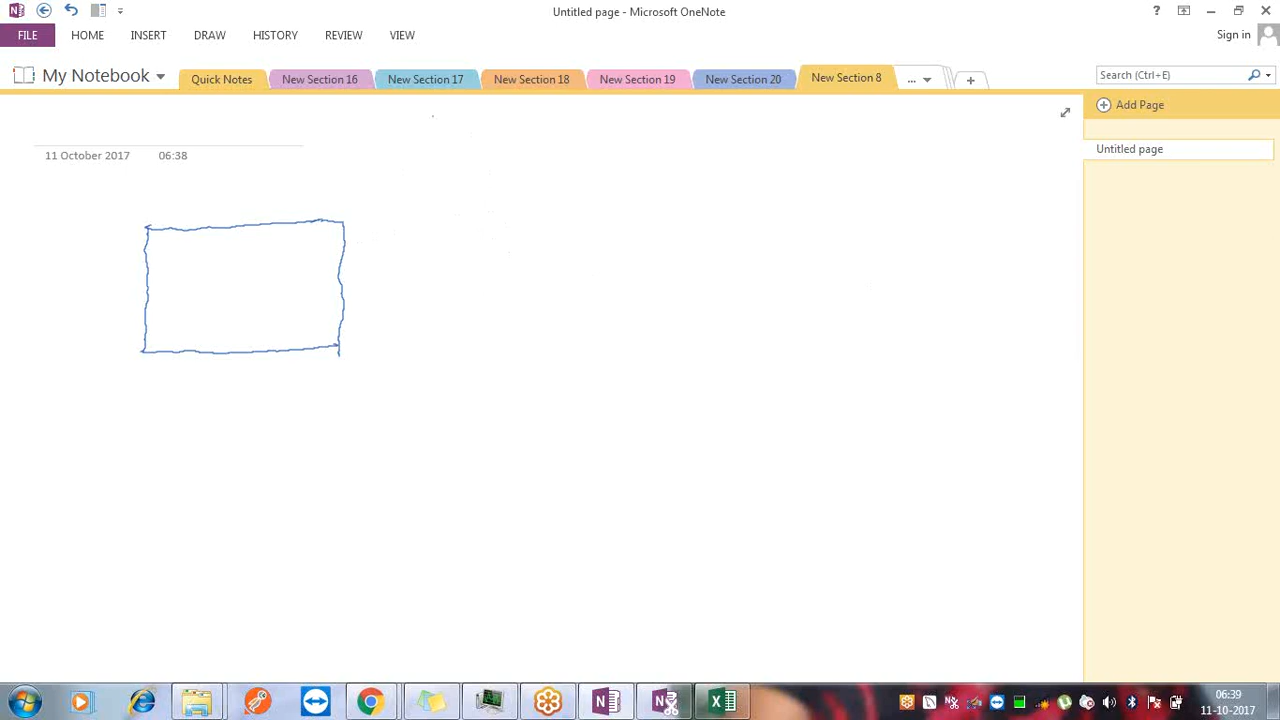 Untitled page - Microsoft OneNote
FILE HOME INSERT DRAW HISTORY REVIEW VIEW
Sign in
My Notebook Quick Notes New Section 16 New Section 17 New Section 18 New Section 19 New Section 20 New Section 8 ...
Search (Ctrl+E)
Add Page
Untitled page
11 October 2017 06:38
06:39
11-10-2017